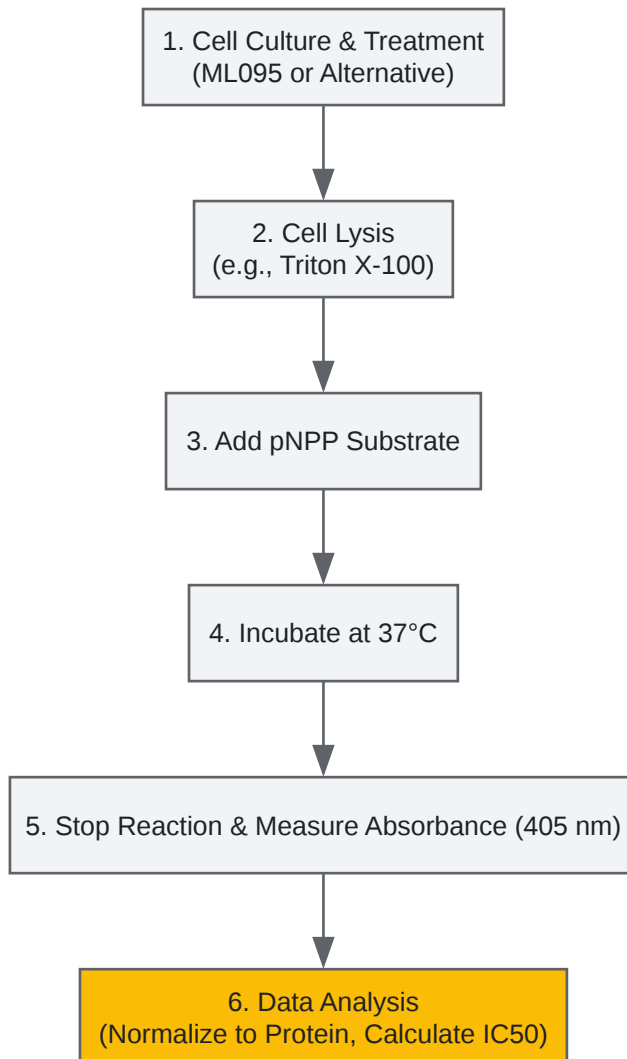 1. Cell Culture & Treatment
(ML095 or Alternative)
2. Cell Lysis
(e.g., Triton X-100)
3. Add pNPP Substrate
4. Incubate at 37°C
5. Stop Reaction & Measure Absorbance (405 nm)
6. Data Analysis
(Normalize to Protein, Calculate IC50)